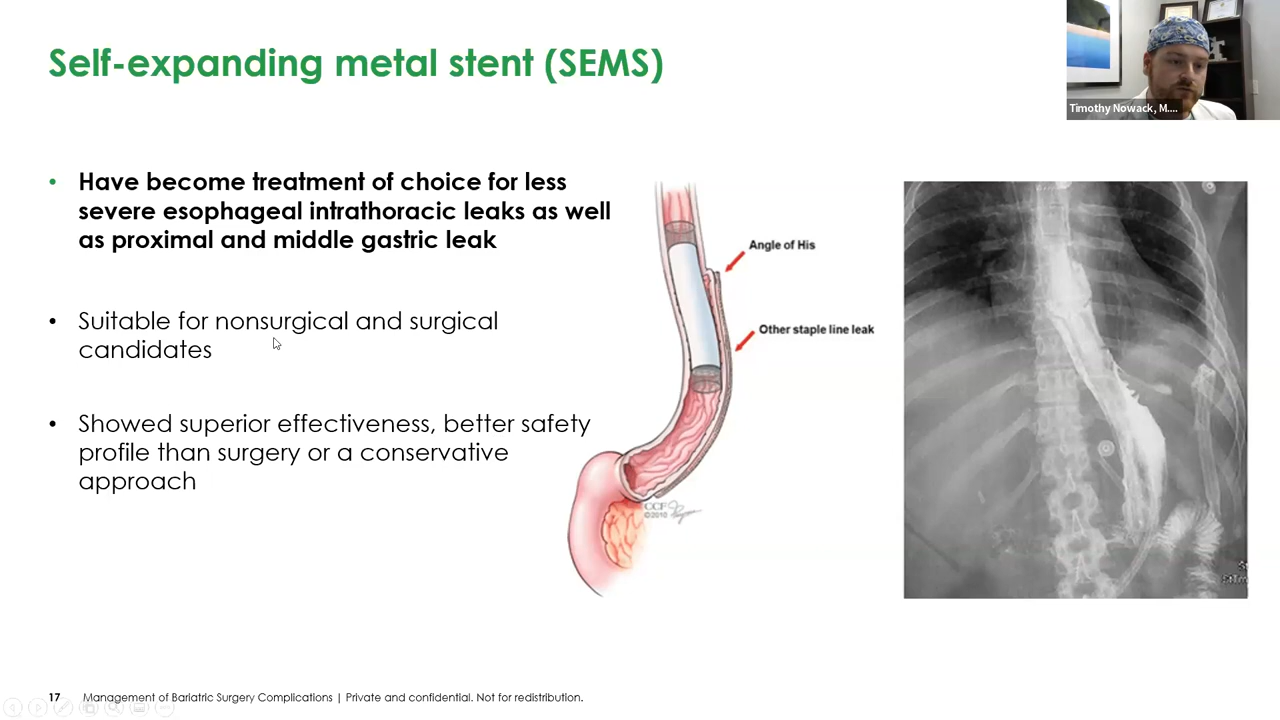 Self-expanding metal stent (SEMS)
Timothy Nowack, M....
• Have become treatment of choice for less
severe esophageal intrathoracic leaks as well
as proximal and middle gastric leak
• Suitable for nonsurgical and surgical
candidates
• Showed superior effectiveness, better safety
profile than surgery or a conservative
approach
Angle of His
Other staple line leak
CCF
©2010
17 Management of Bariatric Surgery Complications | Private and confidential. Not for redistribution.